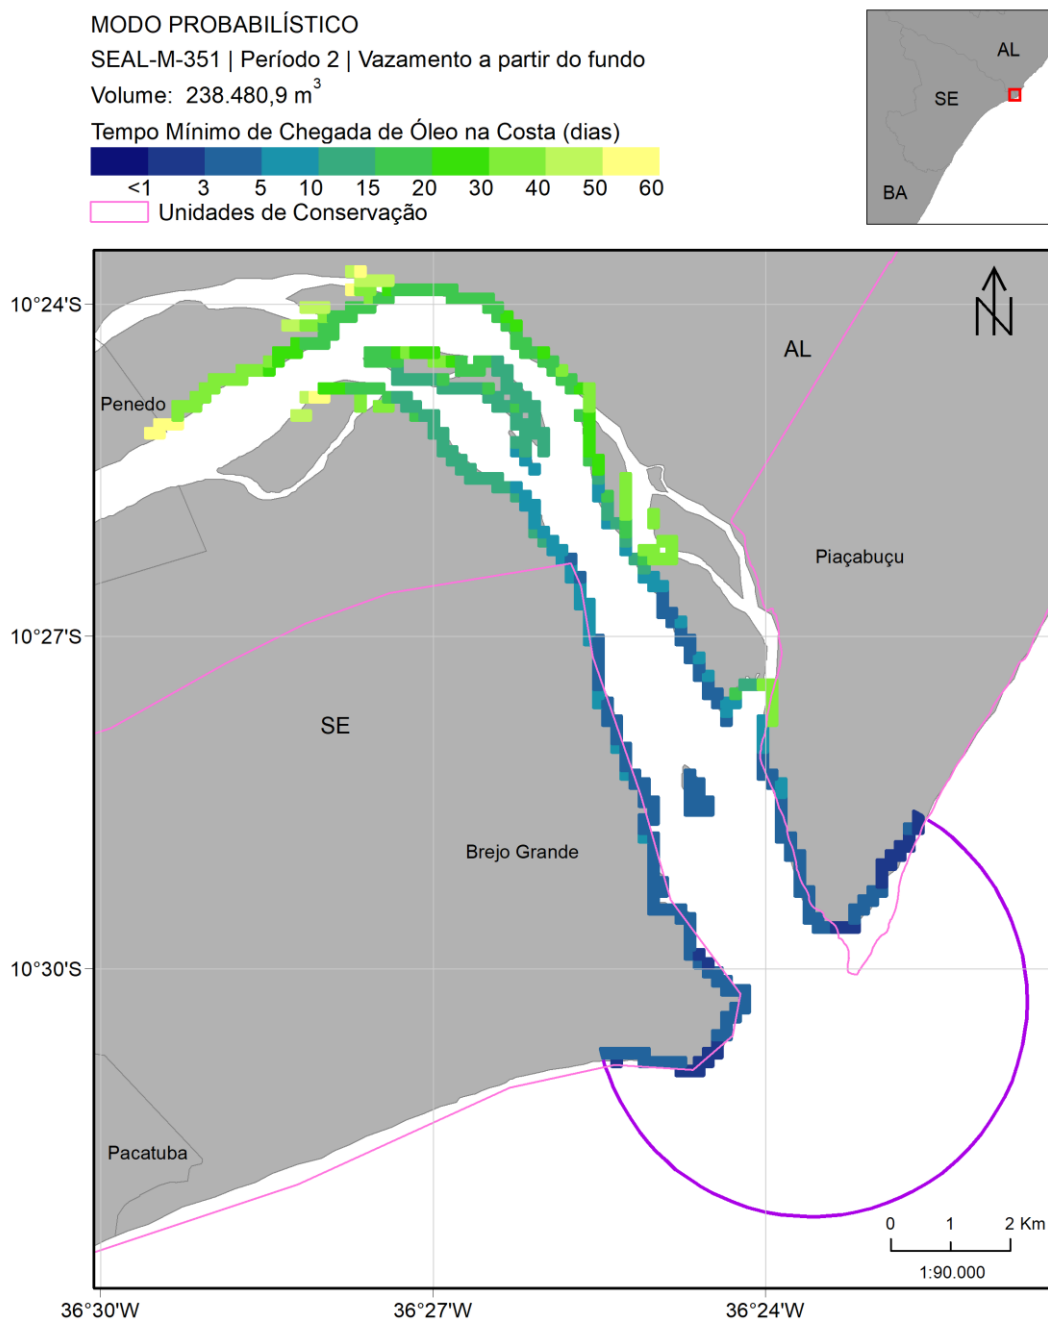 MODO PROBABILÍSTICO
SEAL-M-351 | Período 2 | Vazamento a partir do fundo
Volume: 238.480,9 m³
Tempo Mínimo de Chegada de Óleo na Costa (dias)
<1 3 5 10 15 20 30 40 50 60
Unidades de Conservação
AL
SE
BA
10°24'S
N
AL
Penedo
Piaçabuçu
10°27'S
SE
Brejo Grande
10°30'S
Pacatuba
0 1 2 Km
1:90.000
36°30'W 36°27'W 36°24'W